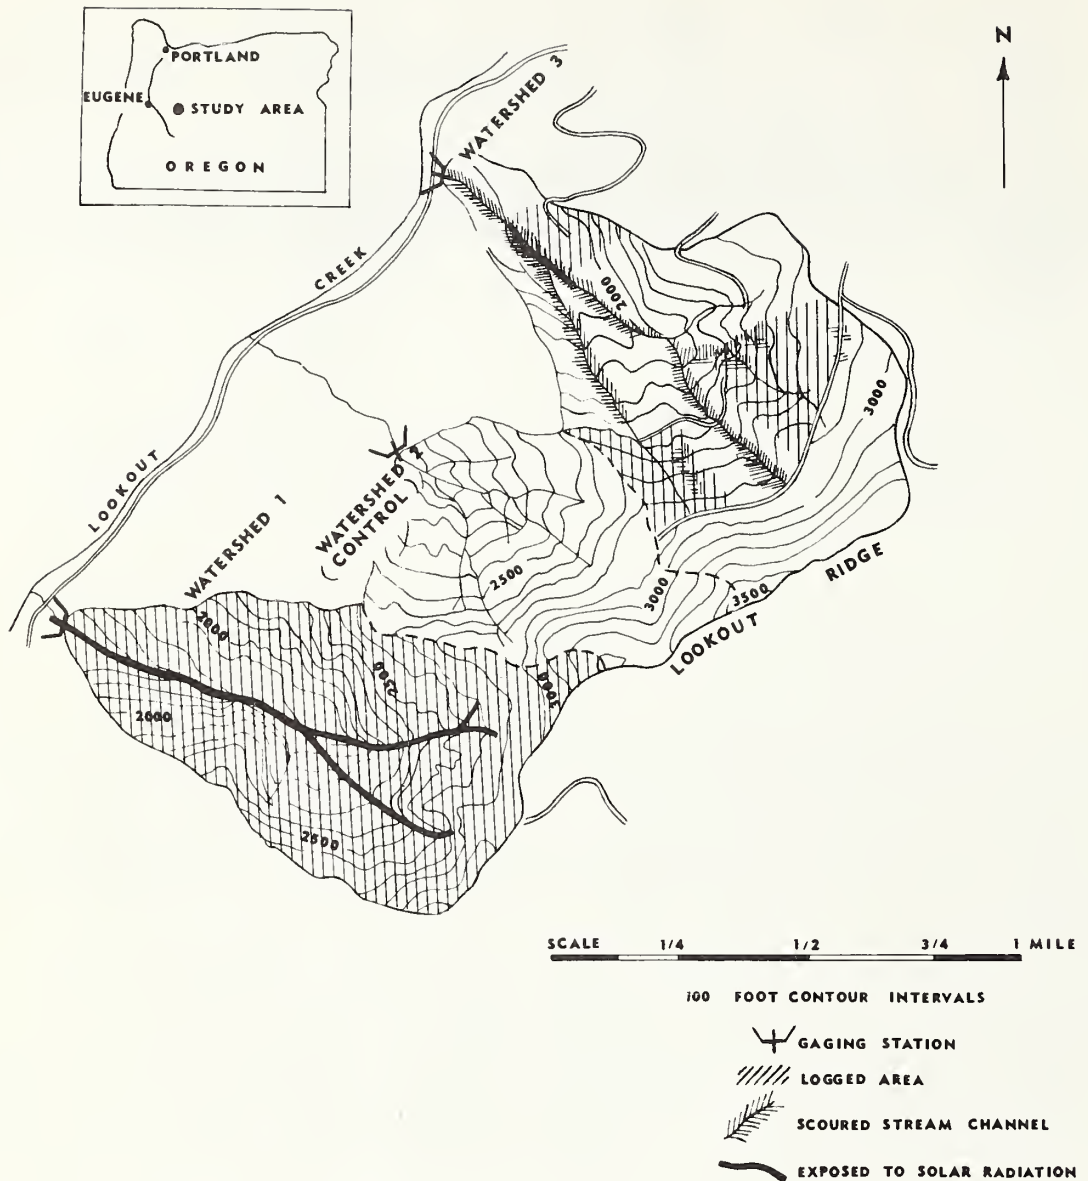 PORTLAND
EUGENE
STUDY AREA
OREGON
N
WATERSHED 3
CREEK
LOOKOUT
2000
3000
WATERSHED 2
(CONTROL)
WATERSHED 1
2500
3000
3500
LOOKOUT RIDGE
2000
2500
3000
2000
2500
SCALE 1/4 1/2 3/4 1 MILE
100 FOOT CONTOUR INTERVALS
GAGING STATION
LOGGED AREA
SCOURED STREAM CHANNEL
EXPOSED TO SOLAR RADIATION